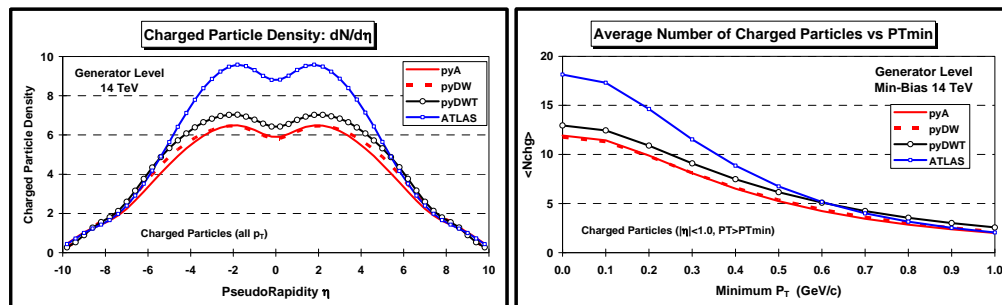 Charged Particle Density: dN/dη
Generator Level
14 TeV
pyA
pyDW
pyDWT
ATLAS
Charged Particle Density
10
8
6
4
2
0
Charged Particles (all pT)
-10 -8 -6 -4 -2 0 2 4 6 8 10
PseudoRapidity η
Average Number of Charged Particles vs PTmin
Generator Level
Min-Bias 14 TeV
pyA
pyDW
pyDWT
ATLAS
<Nchg>
20
15
10
5
0
Charged Particles (|η|<1.0, PT>PTmin)
0.0 0.1 0.2 0.3 0.4 0.5 0.6 0.7 0.8 0.9 1.0
Minimum PT (GeV/c)